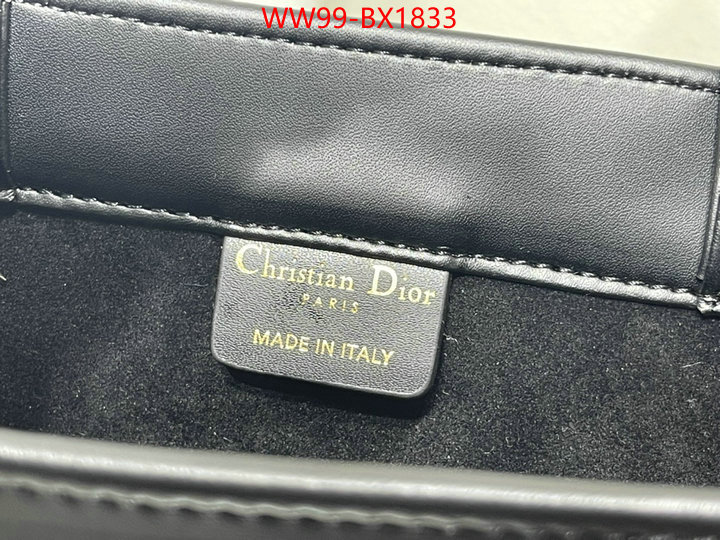 WW99-BX1833
Christian Dior
PARIS
MADE IN ITALY